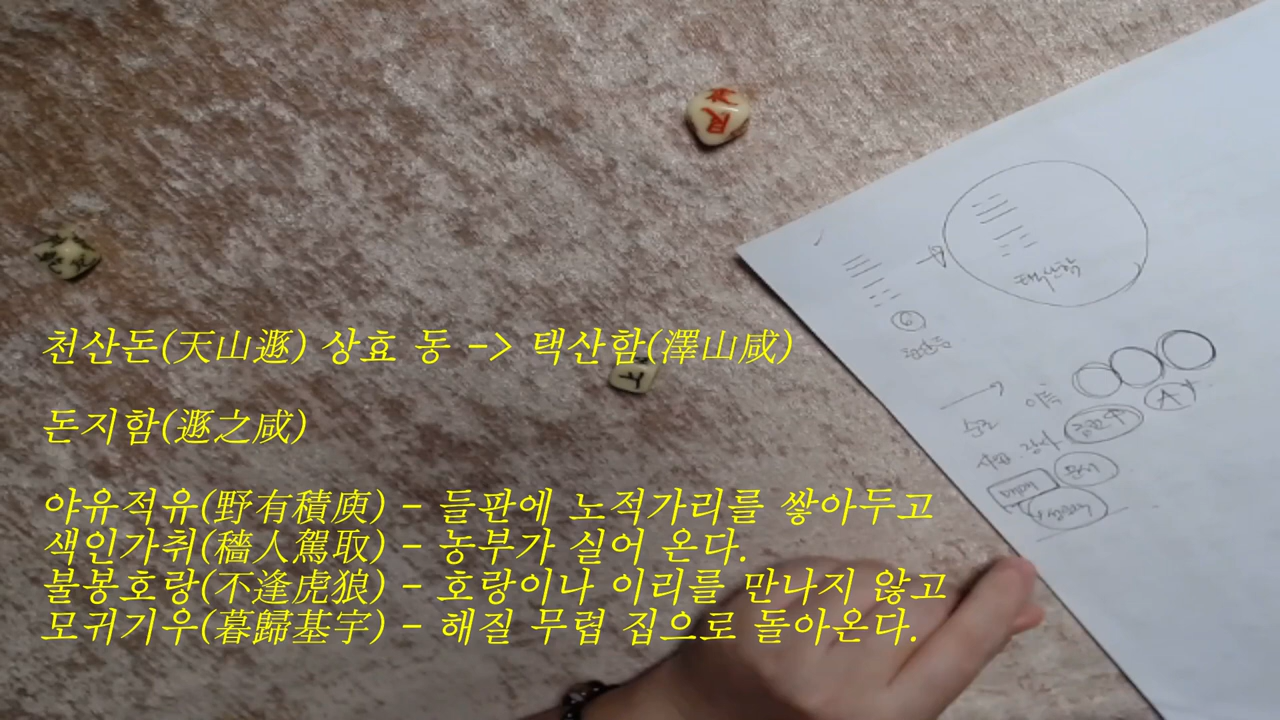 천산돈(天山遯) 상효 동 -> 택산함(澤山咸)
돈지함(遯之咸)
야유적유(野有積庾) - 들판에 노적가리를 쌓아두고
색인가취(穡人駕取) - 농부가 실어 온다.
불봉호랑(不逢虎狼) - 호랑이나 이리를 만나지 않고
모귀기우(暮歸基宇) - 해질 무렵 집으로 돌아온다.
택산함
6